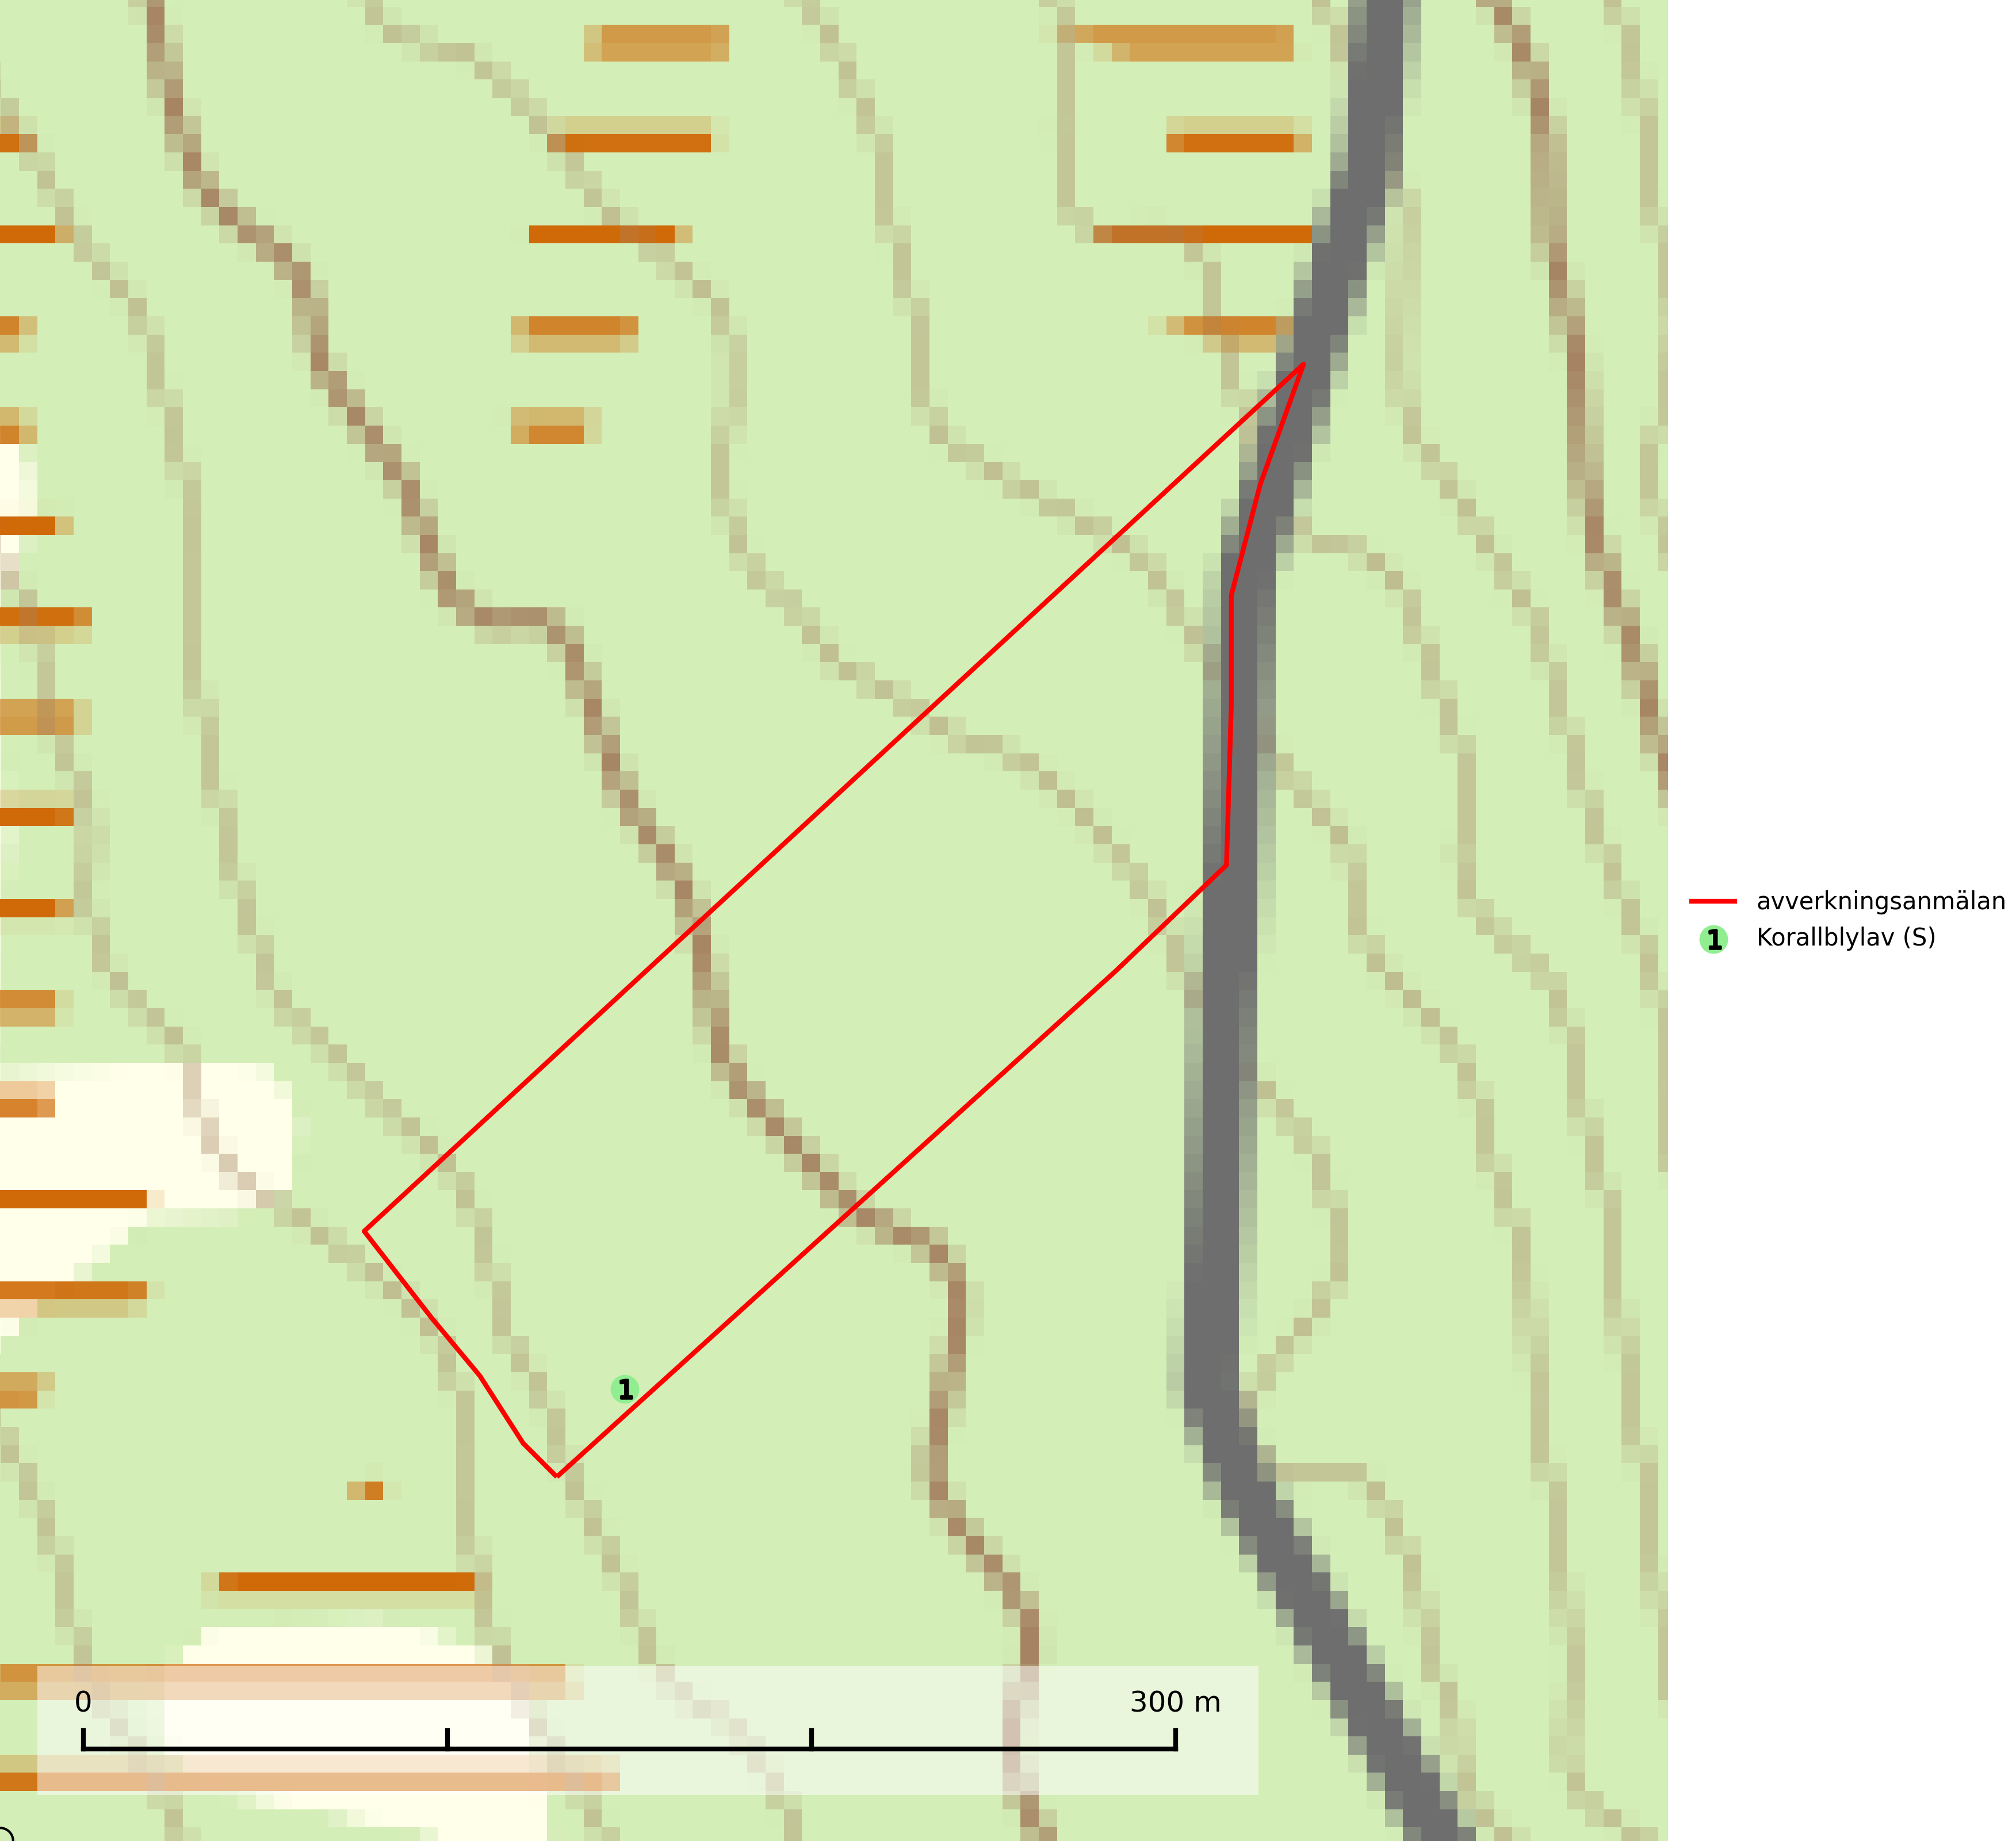 avverkningsanmälan
1 Korallblylav (S)
1
0 300 m